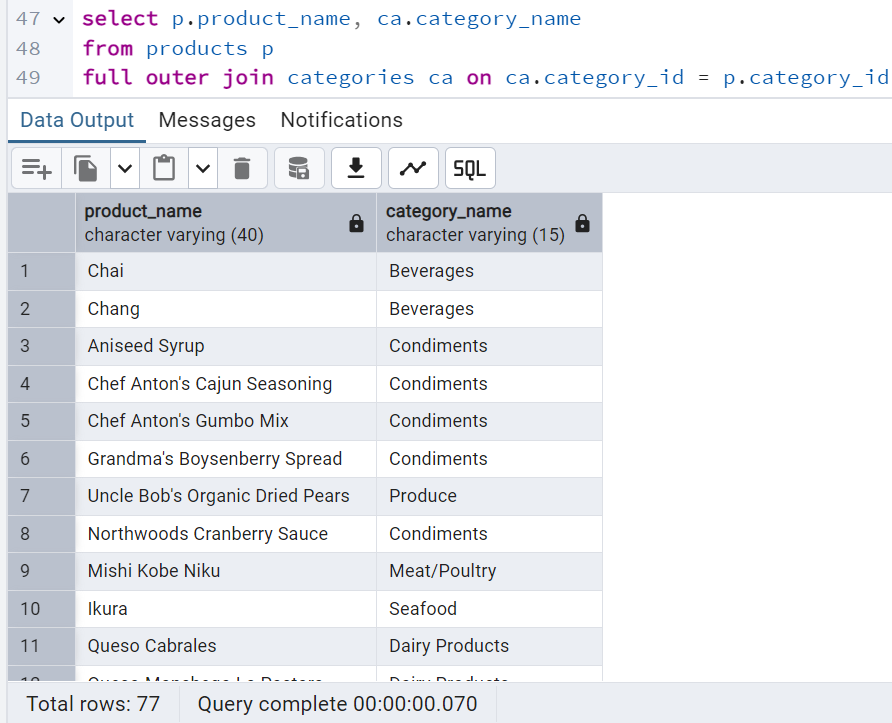 47 select p.product_name, ca.category_name
48 from products p
49 full outer join categories ca on ca.category_id = p.category_id
Data Output Messages Notifications
SQL
product_name category_name
character varying (40) character varying (15)
1 Chai Beverages
2 Chang Beverages
3 Aniseed Syrup Condiments
4 Chef Anton's Cajun Seasoning Condiments
5 Chef Anton's Gumbo Mix Condiments
6 Grandma's Boysenberry Spread Condiments
7 Uncle Bob's Organic Dried Pears Produce
8 Northwoods Cranberry Sauce Condiments
9 Mishi Kobe Niku Meat/Poultry
10 Ikura Seafood
11 Queso Cabrales Dairy Products
Total rows: 77 Query complete 00:00:00.070